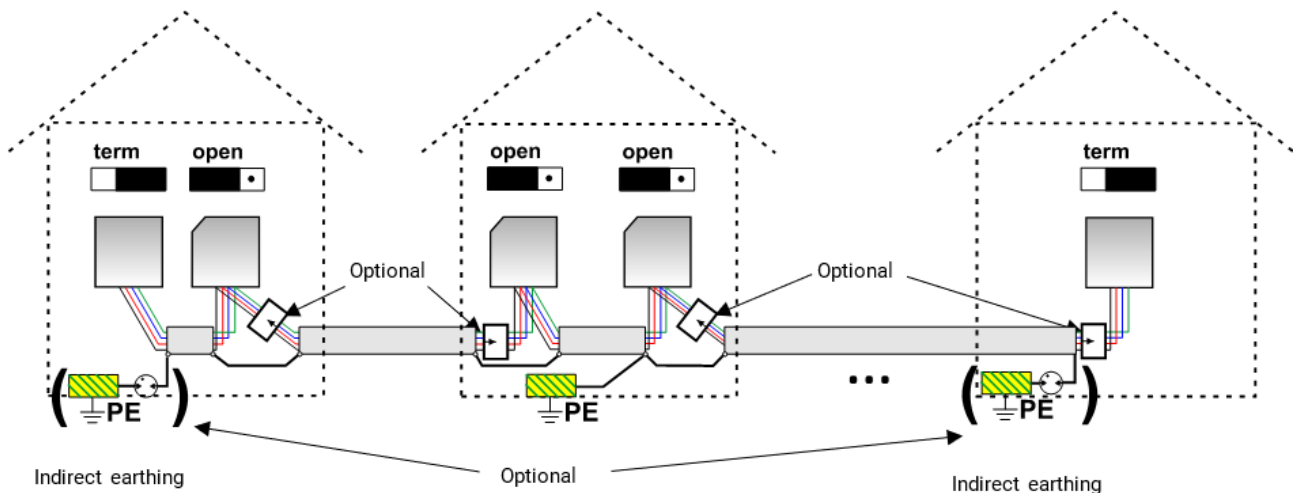 term open
open open
term
Optional
Optional
( PE )
PE
...
( PE )
Indirect earthing
Optional
Indirect earthing